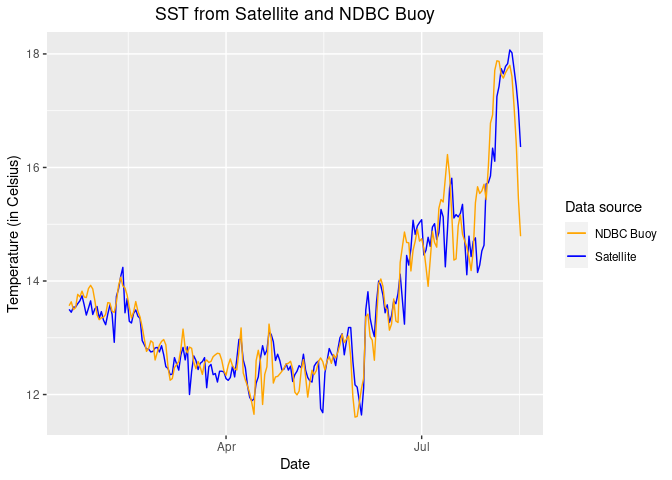 SST from Satellite and NDBC Buoy
18
16
14
12
Temperature (in Celsius)
Apr
Jul
Date
Data source
NDBC Buoy
Satellite